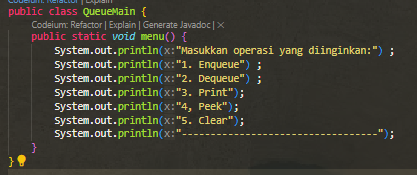 Codeium: Refactor | Explain
public class QueueMain {
Codeium: Refactor | Explain | Generate Javadoc | ×
public static void menu() {
System.out.println(x:"Masukkan operasi yang diinginkan:") ;
System.out.println(x:"1. Enqueue") ;
System.out.println(x:"2. Dequeue") ;
System.out.println(x:"3. Print");
System.out.println(x:"4, Peek");
System.out.println(x:"5. Clear");
System.out.println(x:"---------------------------------");
}
}